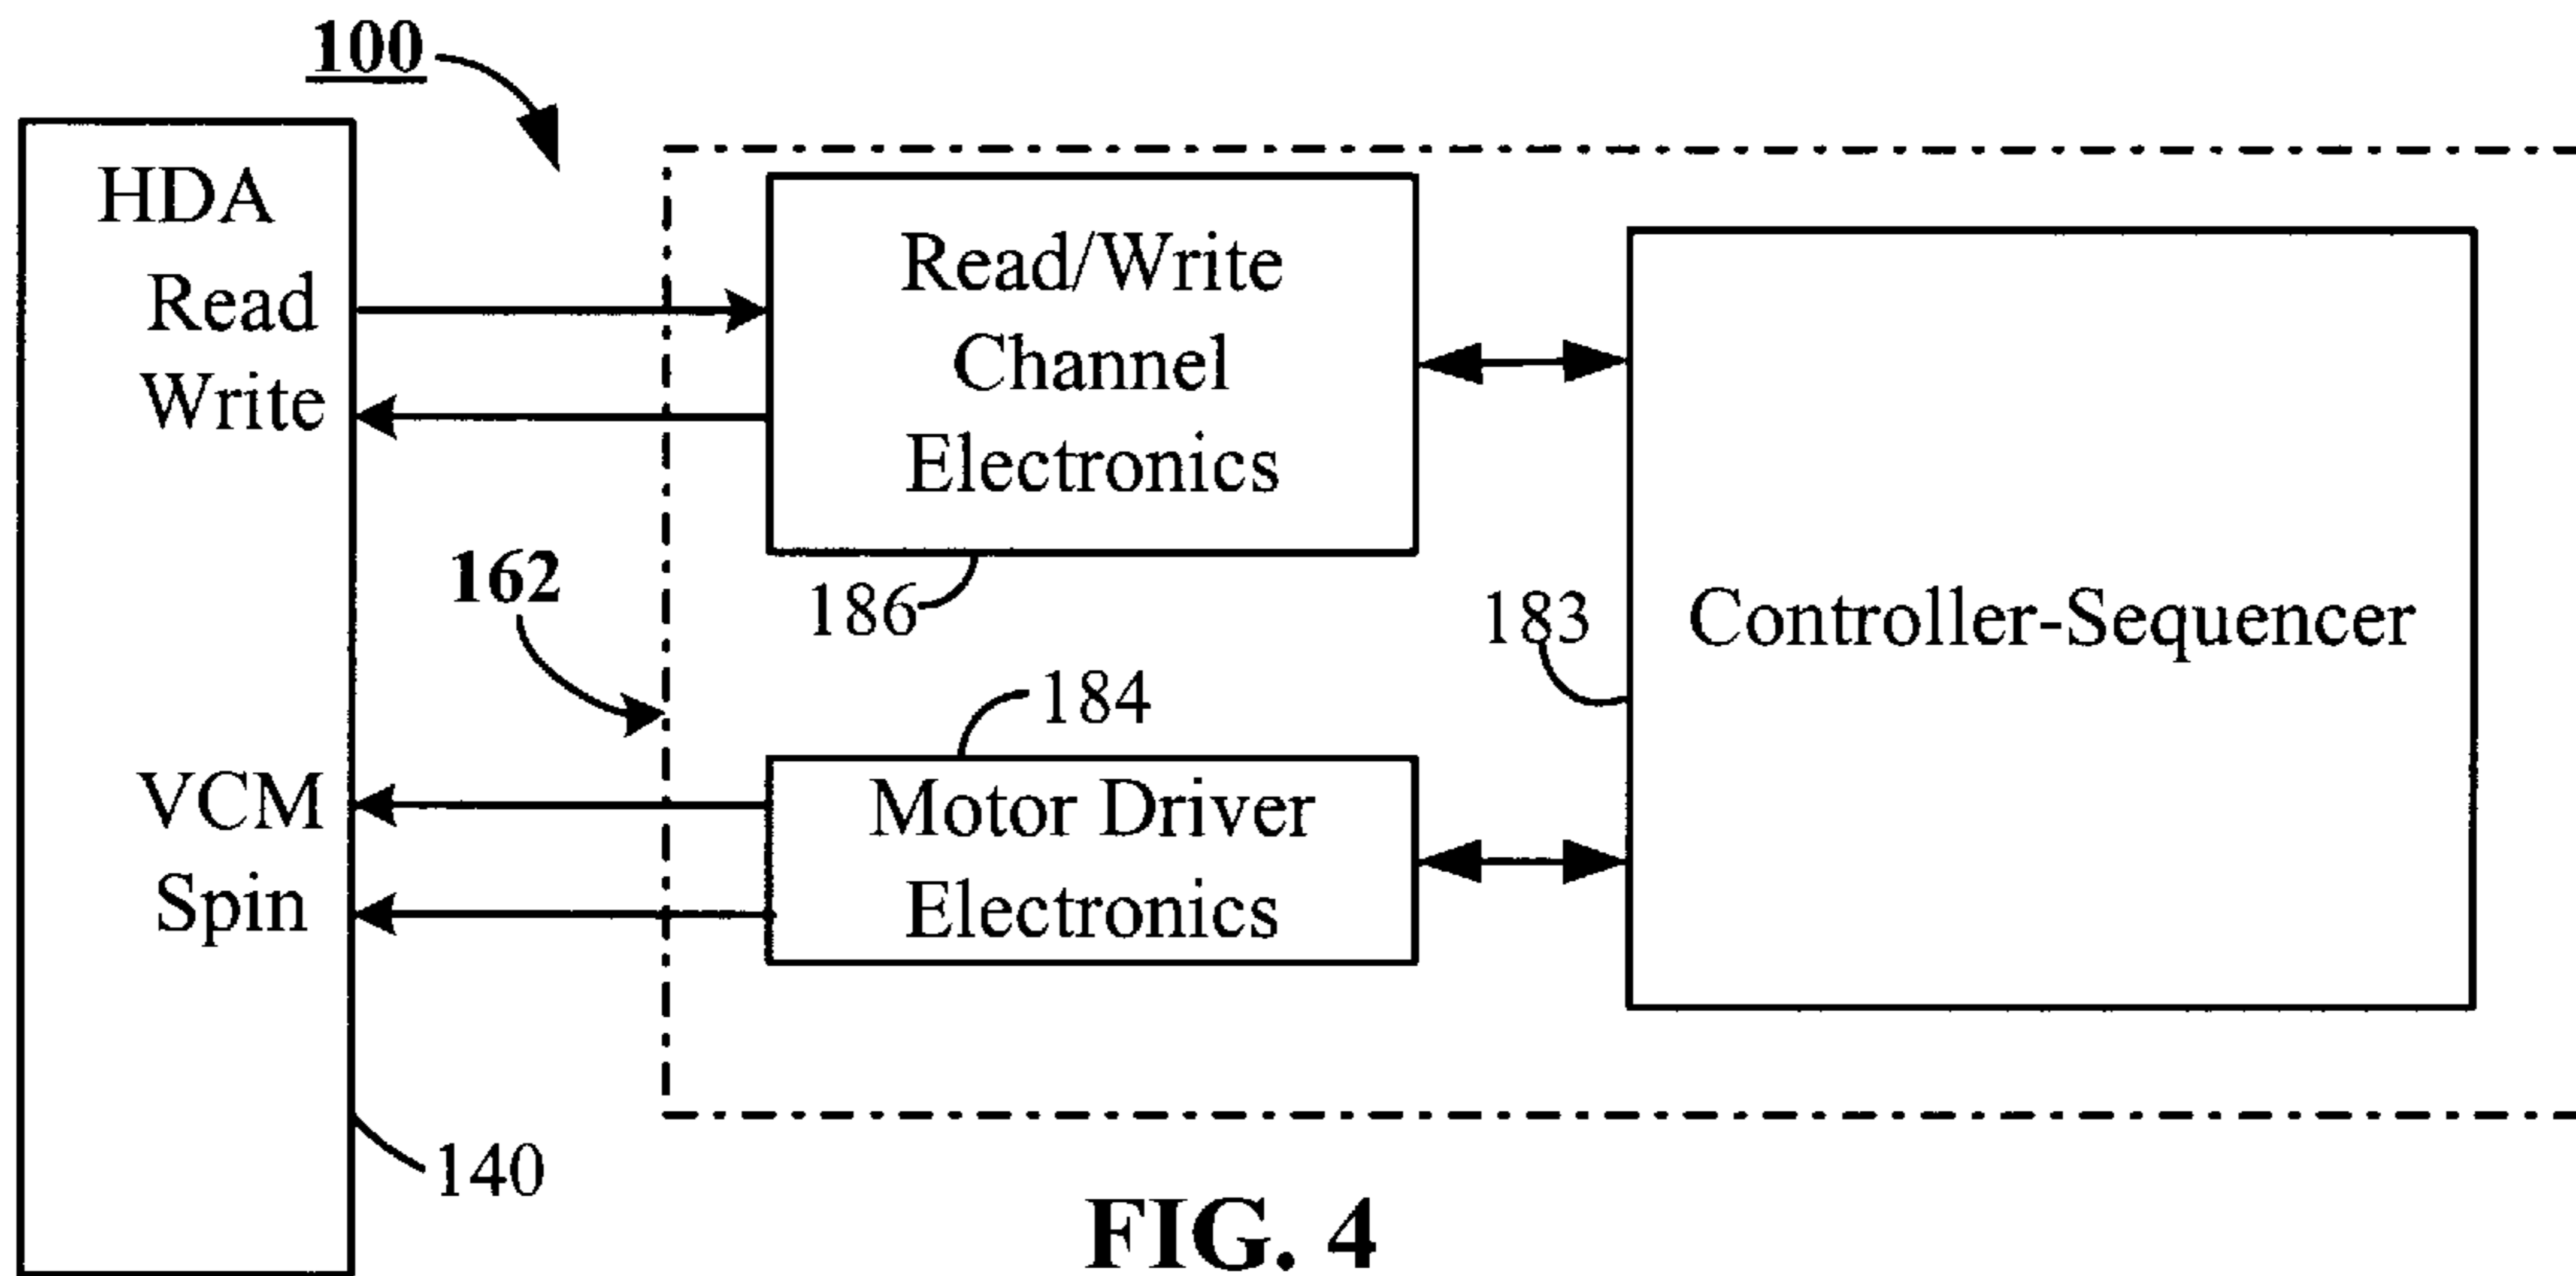 100
HDA
Read
Write
VCM
Spin
140
162
Read/Write
Channel
Electronics
186
184
Motor Driver
Electronics
183
Controller-Sequencer
FIG. 4